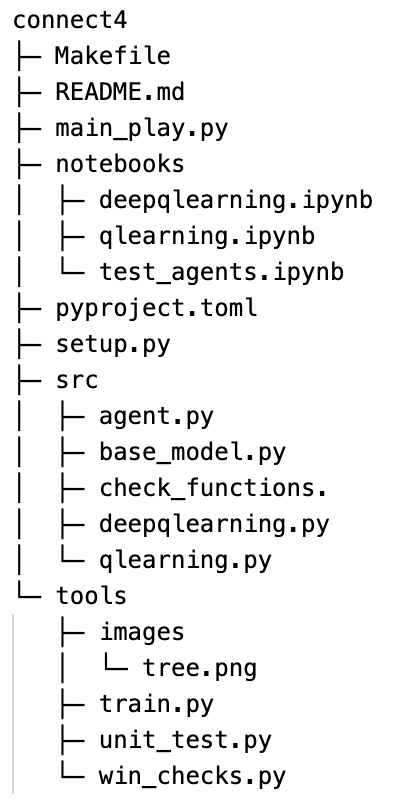 connect4
├─ Makefile
├─ README.md
├─ main_play.py
├─ notebooks
│  ├─ deepqlearning.ipynb
│  ├─ qlearning.ipynb
│  └─ test_agents.ipynb
├─ pyproject.toml
├─ setup.py
├─ src
│  ├─ agent.py
│  ├─ base_model.py
│  ├─ check_functions.
│  ├─ deepqlearning.py
│  └─ qlearning.py
└─ tools
   ├─ images
   │  └─ tree.png
   ├─ train.py
   ├─ unit_test.py
   └─ win_checks.py